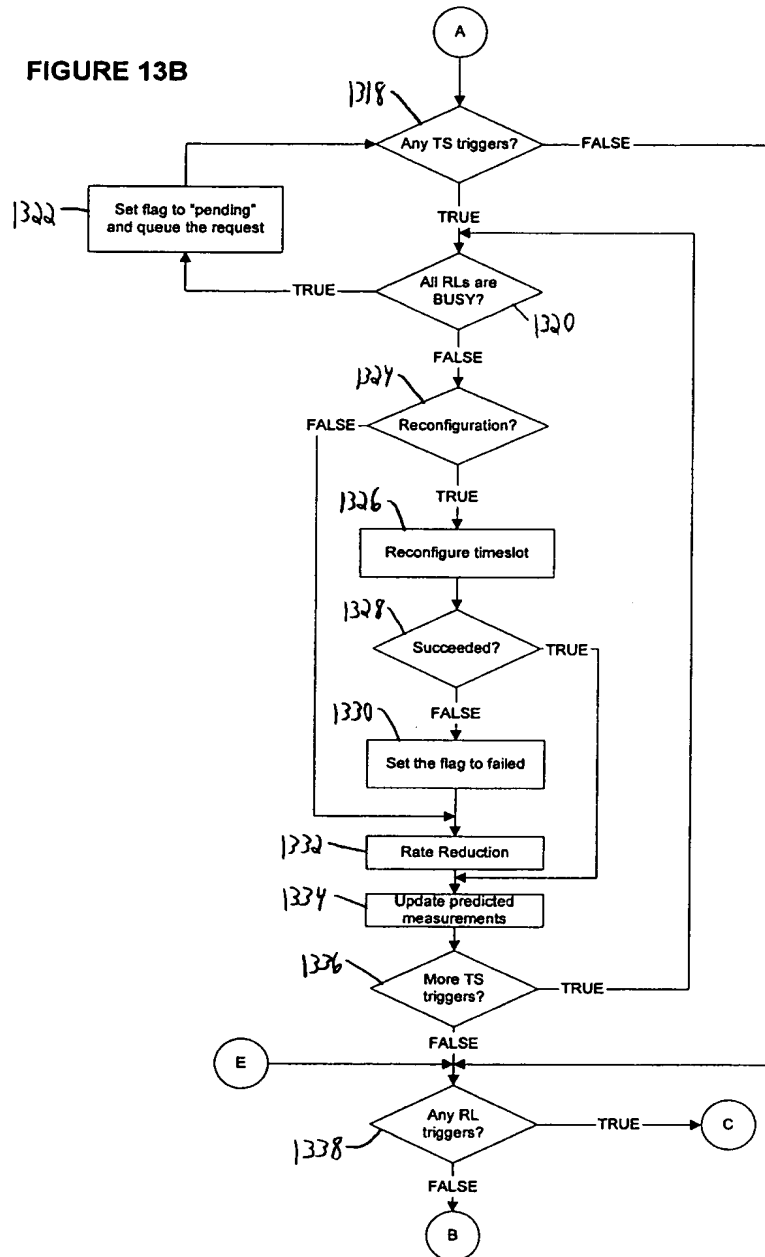 A
FIGURE 13B
1318
Any TS triggers?
FALSE
1322
Set flag to "pending"
and queue the request
TRUE
TRUE
All RLs are
BUSY?
1320
FALSE
1324
FALSE
Reconfiguration?
TRUE
1326
Reconfigure timeslot
1328
Succeeded?
TRUE
FALSE
1330
Set the flag to failed
1332
Rate Reduction
1334
Update predicted
measurements
1336
More TS
triggers?
TRUE
FALSE
E
Any RL
triggers?
TRUE
C
1338
FALSE
B